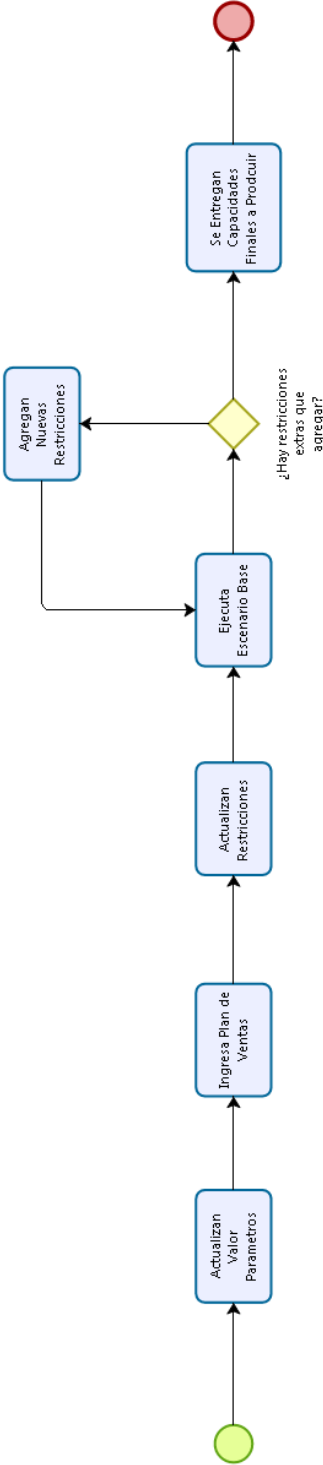 Actualizan
Valor
Parametros
Ingresa Plan de
Ventas
Actualizan
Restricciones
Ejecuta
Escenario Base
¿Hay restricciones
extras que
agregar?
Agregan
Nuevas
Restricciones
Se Entregan
Capacidades
Finales a Prodcuir